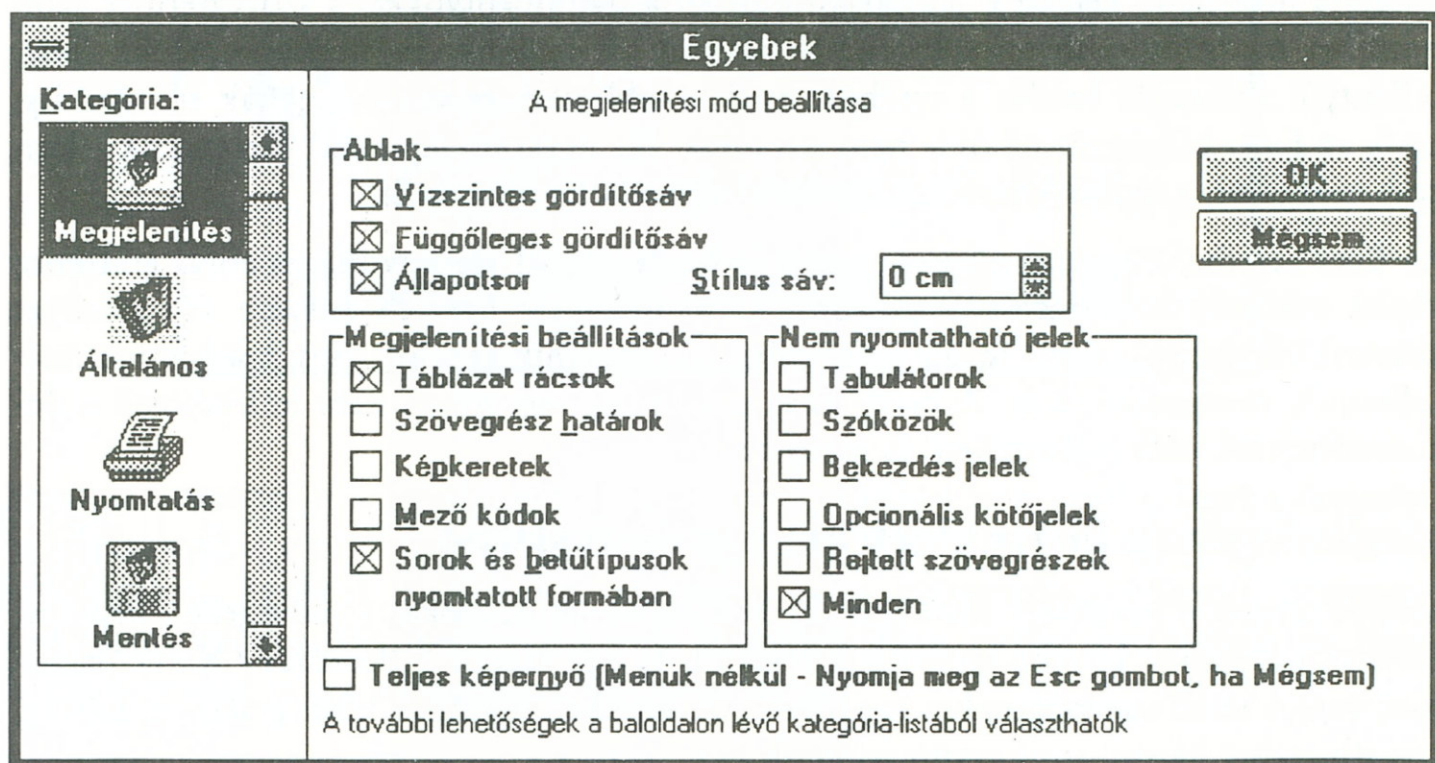 Egyebek
Kategória:
Megjelenítés
Általános
Nyomtatás
Mentés
A megjelenítési mód beállítása
Ablak
Vízszintes gördítősáv
Függőleges gördítősáv
Állapotsor
Stílus sáv:
0 cm
OK
Mégsem
Megjelenítési beállítások
Táblázat rácsok
Szövegrész határok
Képkeretek
Mező kódok
Sorok és betűtípusok
nyomtatott formában
Nem nyomtatható jelek
Tabulátorok
Szóközök
Bekezdés jelek
Opcionális kötőjelek
Rejtett szövegrészek
Minden
Teljes képernyő (Menük nélkül - Nyomja meg az Esc gombot, ha Mégsem)
A további lehetőségek a baloldalon lévő kategória-listából választhatók